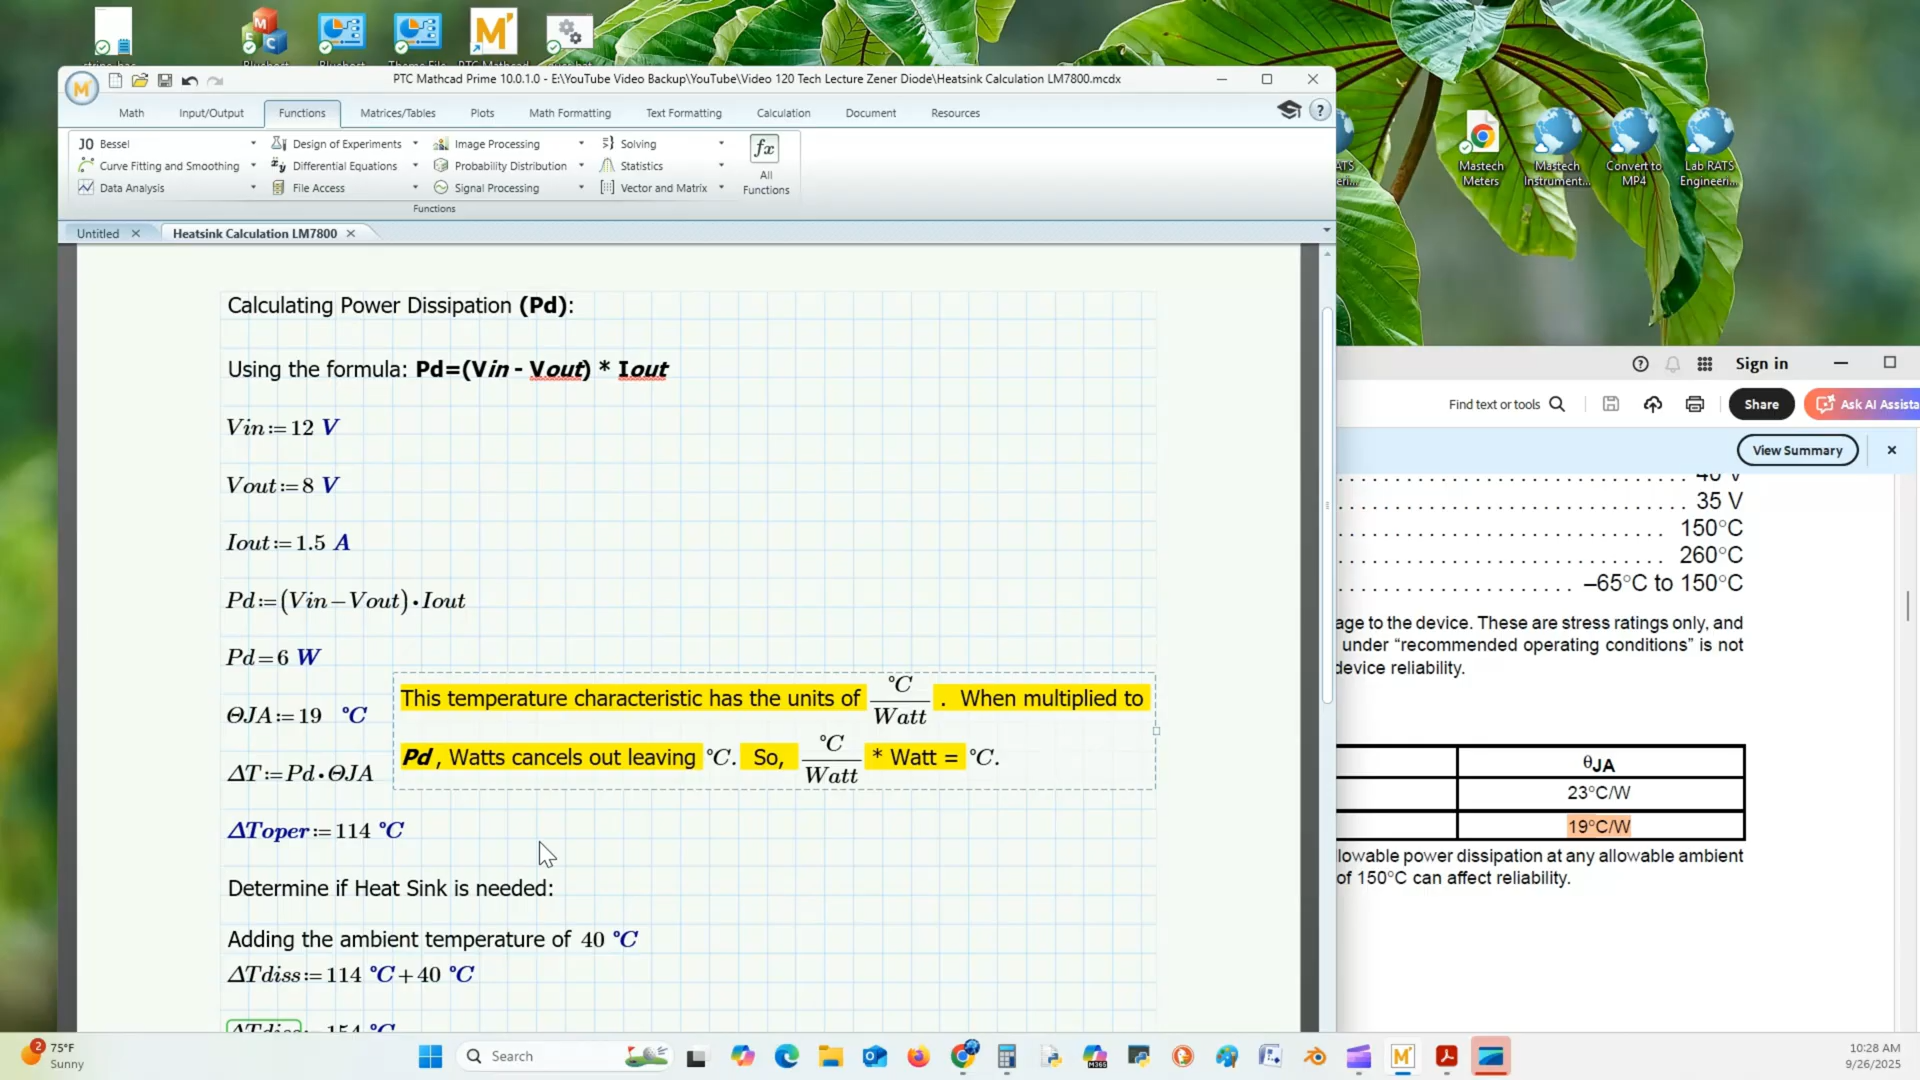 PTC Mathcad Prime 10.0.1.0 - E:\YouTube Video Backup\YouTube\Video 120 Tech Lecture Zener Diode\Heatsink Calculation LM7800.mcdx
Math Input/Output Functions Matrices/Tables Plots Math Formatting Text Formatting Calculation Document Resources
Bessel Design of Experiments Image Processing Solving
Curve Fitting and Smoothing Differential Equations Probability Distribution Statistics
Data Analysis File Access Signal Processing Vector and Matrix
All
Functions
Functions
Untitled Heatsink Calculation LM7800
Calculating Power Dissipation (Pd):
Using the formula: Pd=(Vin - Vout) * Iout
Vin:=12 V
Vout:=8 V
Iout:=1.5 A
Pd:=(Vin−Vout)·Iout
Pd=6 W
This temperature characteristic has the units of °C/Watt . When multiplied to
Pd, Watts cancels out leaving °C. So, °C/Watt * Watt = °C.
ΘJA:=19 °C
ΔT:=Pd·ΘJA
ΔToper:=114 °C
Determine if Heat Sink is needed:
Adding the ambient temperature of 40 °C
ΔTdiss:=114 °C+40 °C
ΔTdiss:=154 °C
Mastech
Meters
Mastech
Instrument...
Convert to
MP4
Lab RATS
Engineeri...
Sign in
Find text or tools Share Ask AI Assista
View Summary
40 V
35 V
150°C
260°C
–65°C to 150°C
age to the device. These are stress ratings only, and
under “recommended operating conditions” is not
device reliability.
θJA
23°C/W
19°C/W
lowable power dissipation at any allowable ambient
of 150°C can affect reliability.
2
75°F
Sunny
Search
M365
10:28 AM
9/26/2025